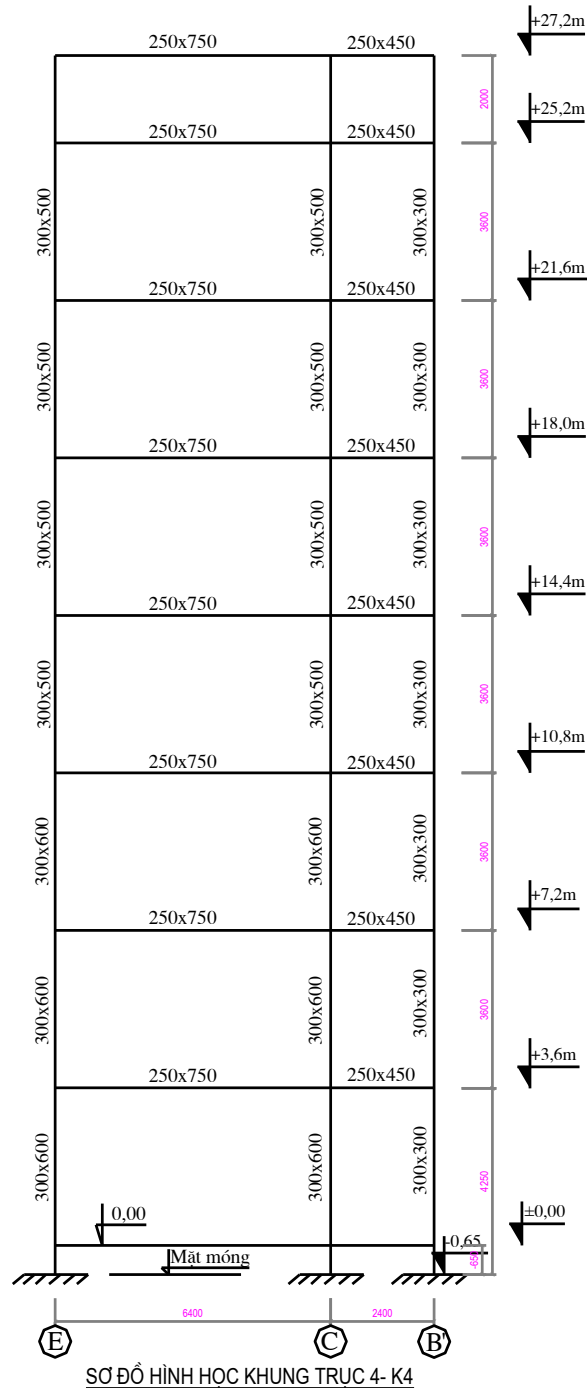 +27,2m
250x750 250x450
2000
+25,2m
250x750 250x450
300x500 300x500 300x300 3600
+21,6m
250x750 250x450
300x500 300x500 300x300 3600
+18,0m
250x750 250x450
300x500 300x500 300x300 3600
+14,4m
250x750 250x450
300x500 300x500 300x300 3600
+10,8m
250x750 250x450
300x600 300x600 300x300 3600
+7,2m
250x750 250x450
300x600 300x600 300x300 3600
+3,6m
250x750 250x450
300x600 300x600 300x300 4250
0,00 ±0,00
Mặt móng -0,65 -650
6400 2400
E C B'
SƠ ĐỒ HÌNH HỌC KHUNG TRỤC 4- K4